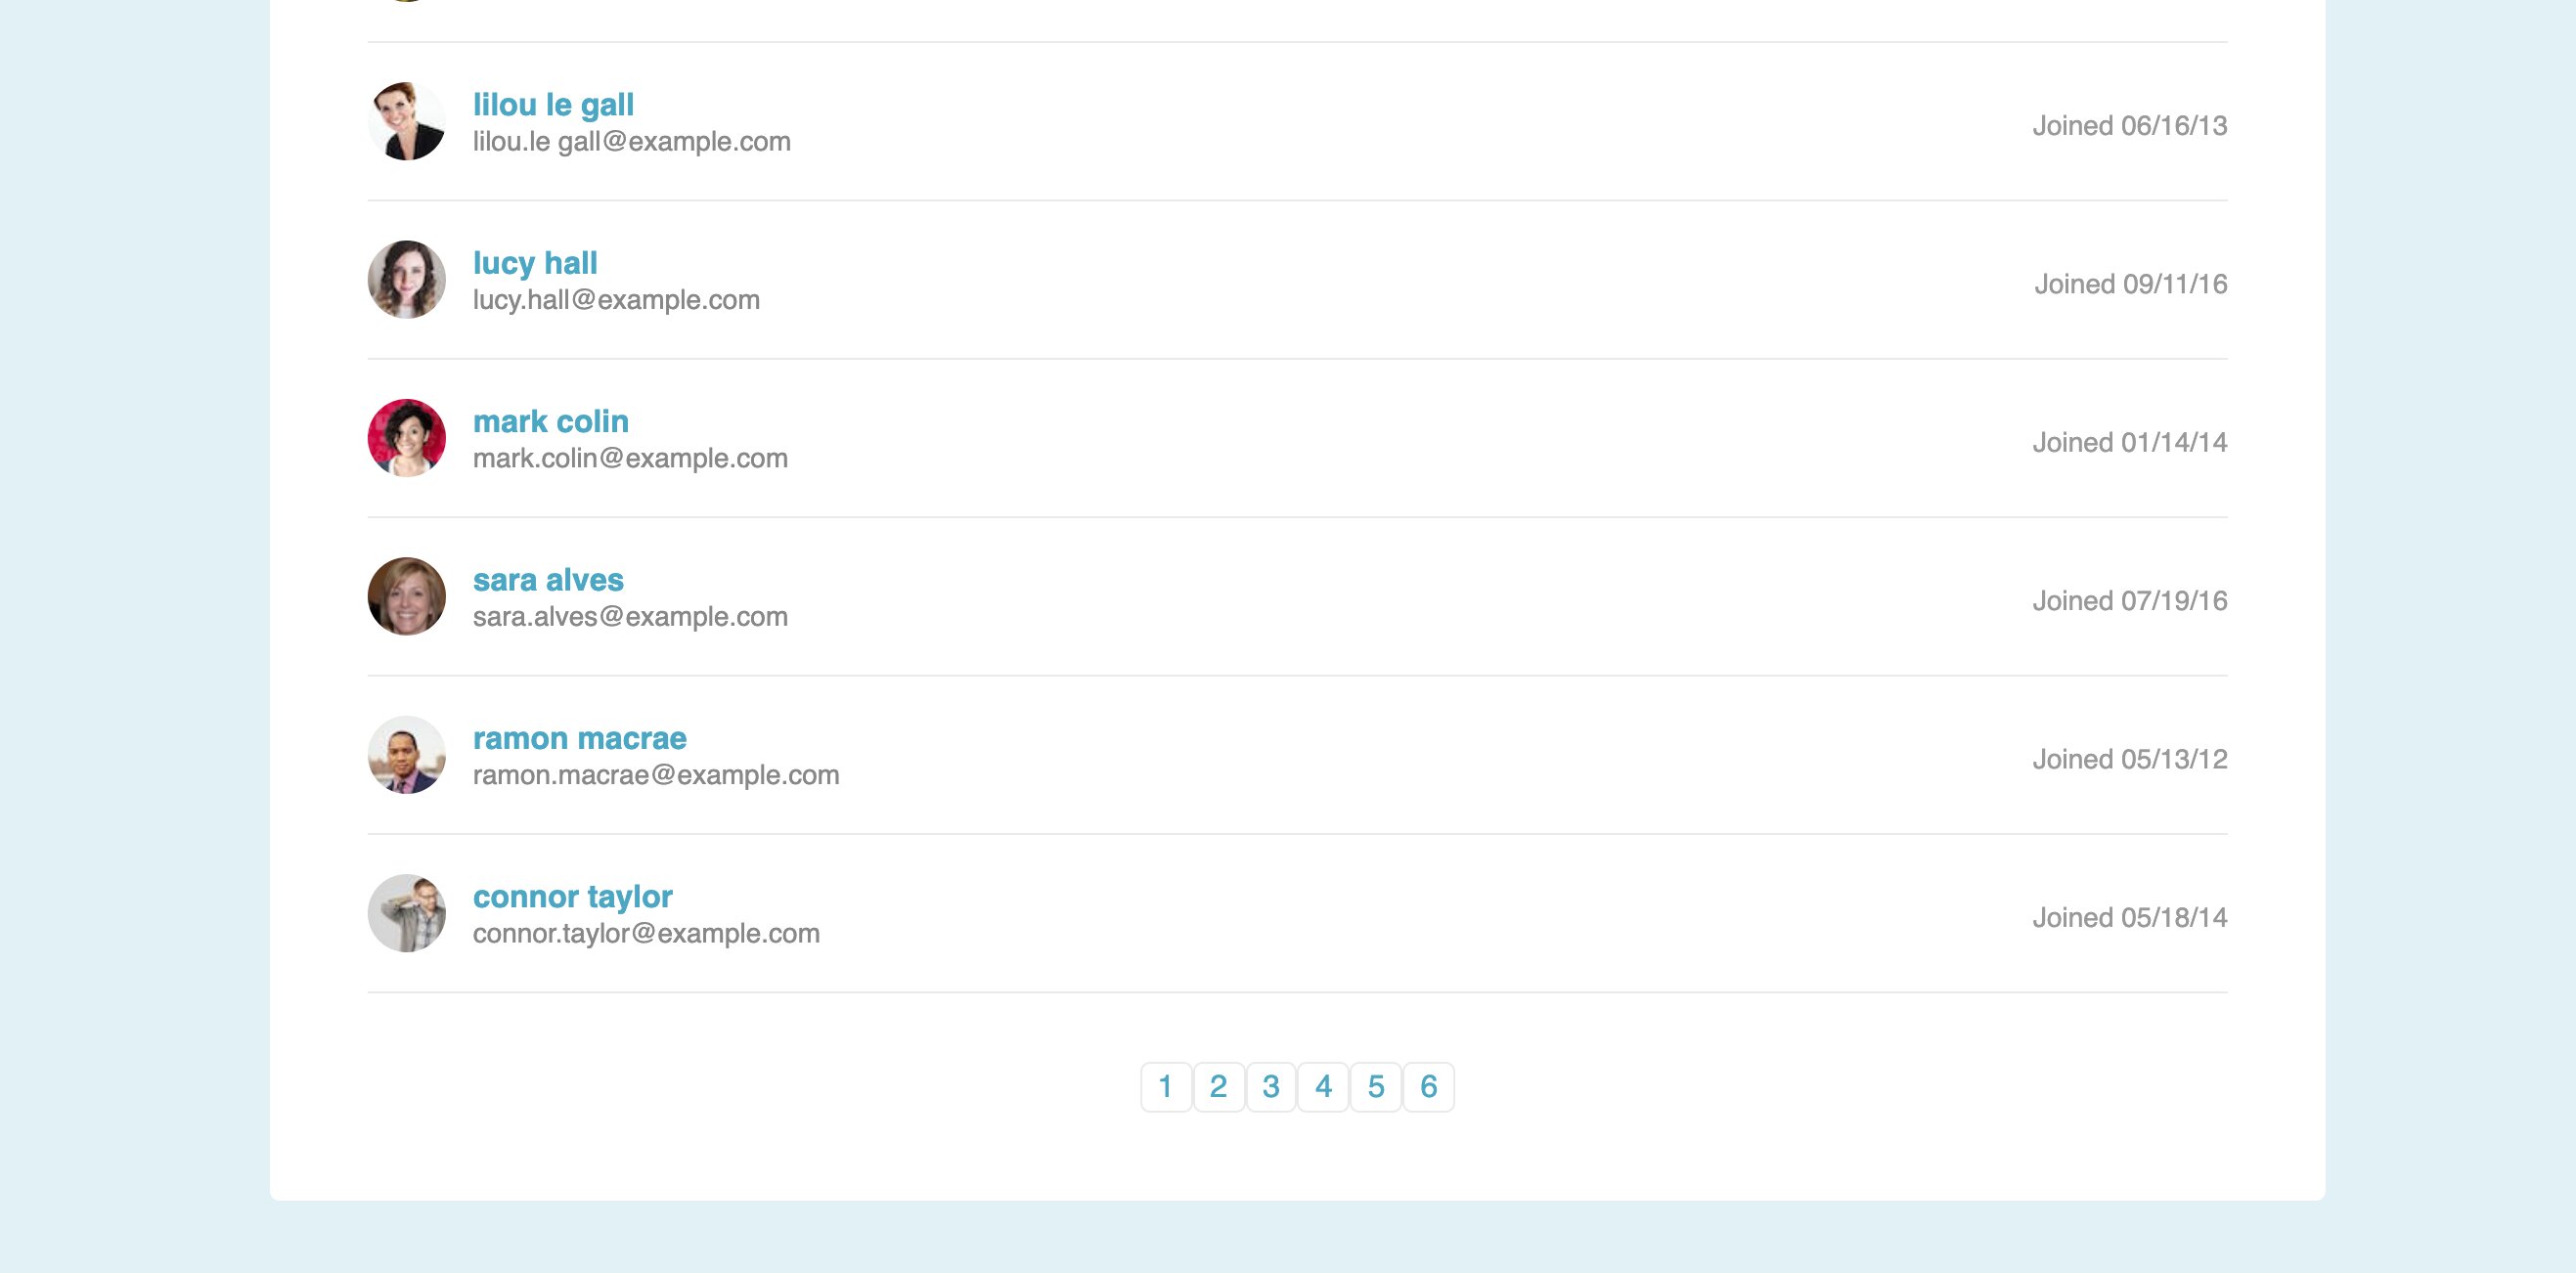 lilou le gall
lilou.le gall@example.com
Joined 06/16/13
lucy hall
lucy.hall@example.com
Joined 09/11/16
mark colin
mark.colin@example.com
Joined 01/14/14
sara alves
sara.alves@example.com
Joined 07/19/16
ramon macrae
ramon.macrae@example.com
Joined 05/13/12
connor taylor
connor.taylor@example.com
Joined 05/18/14
1 2 3 4 5 6